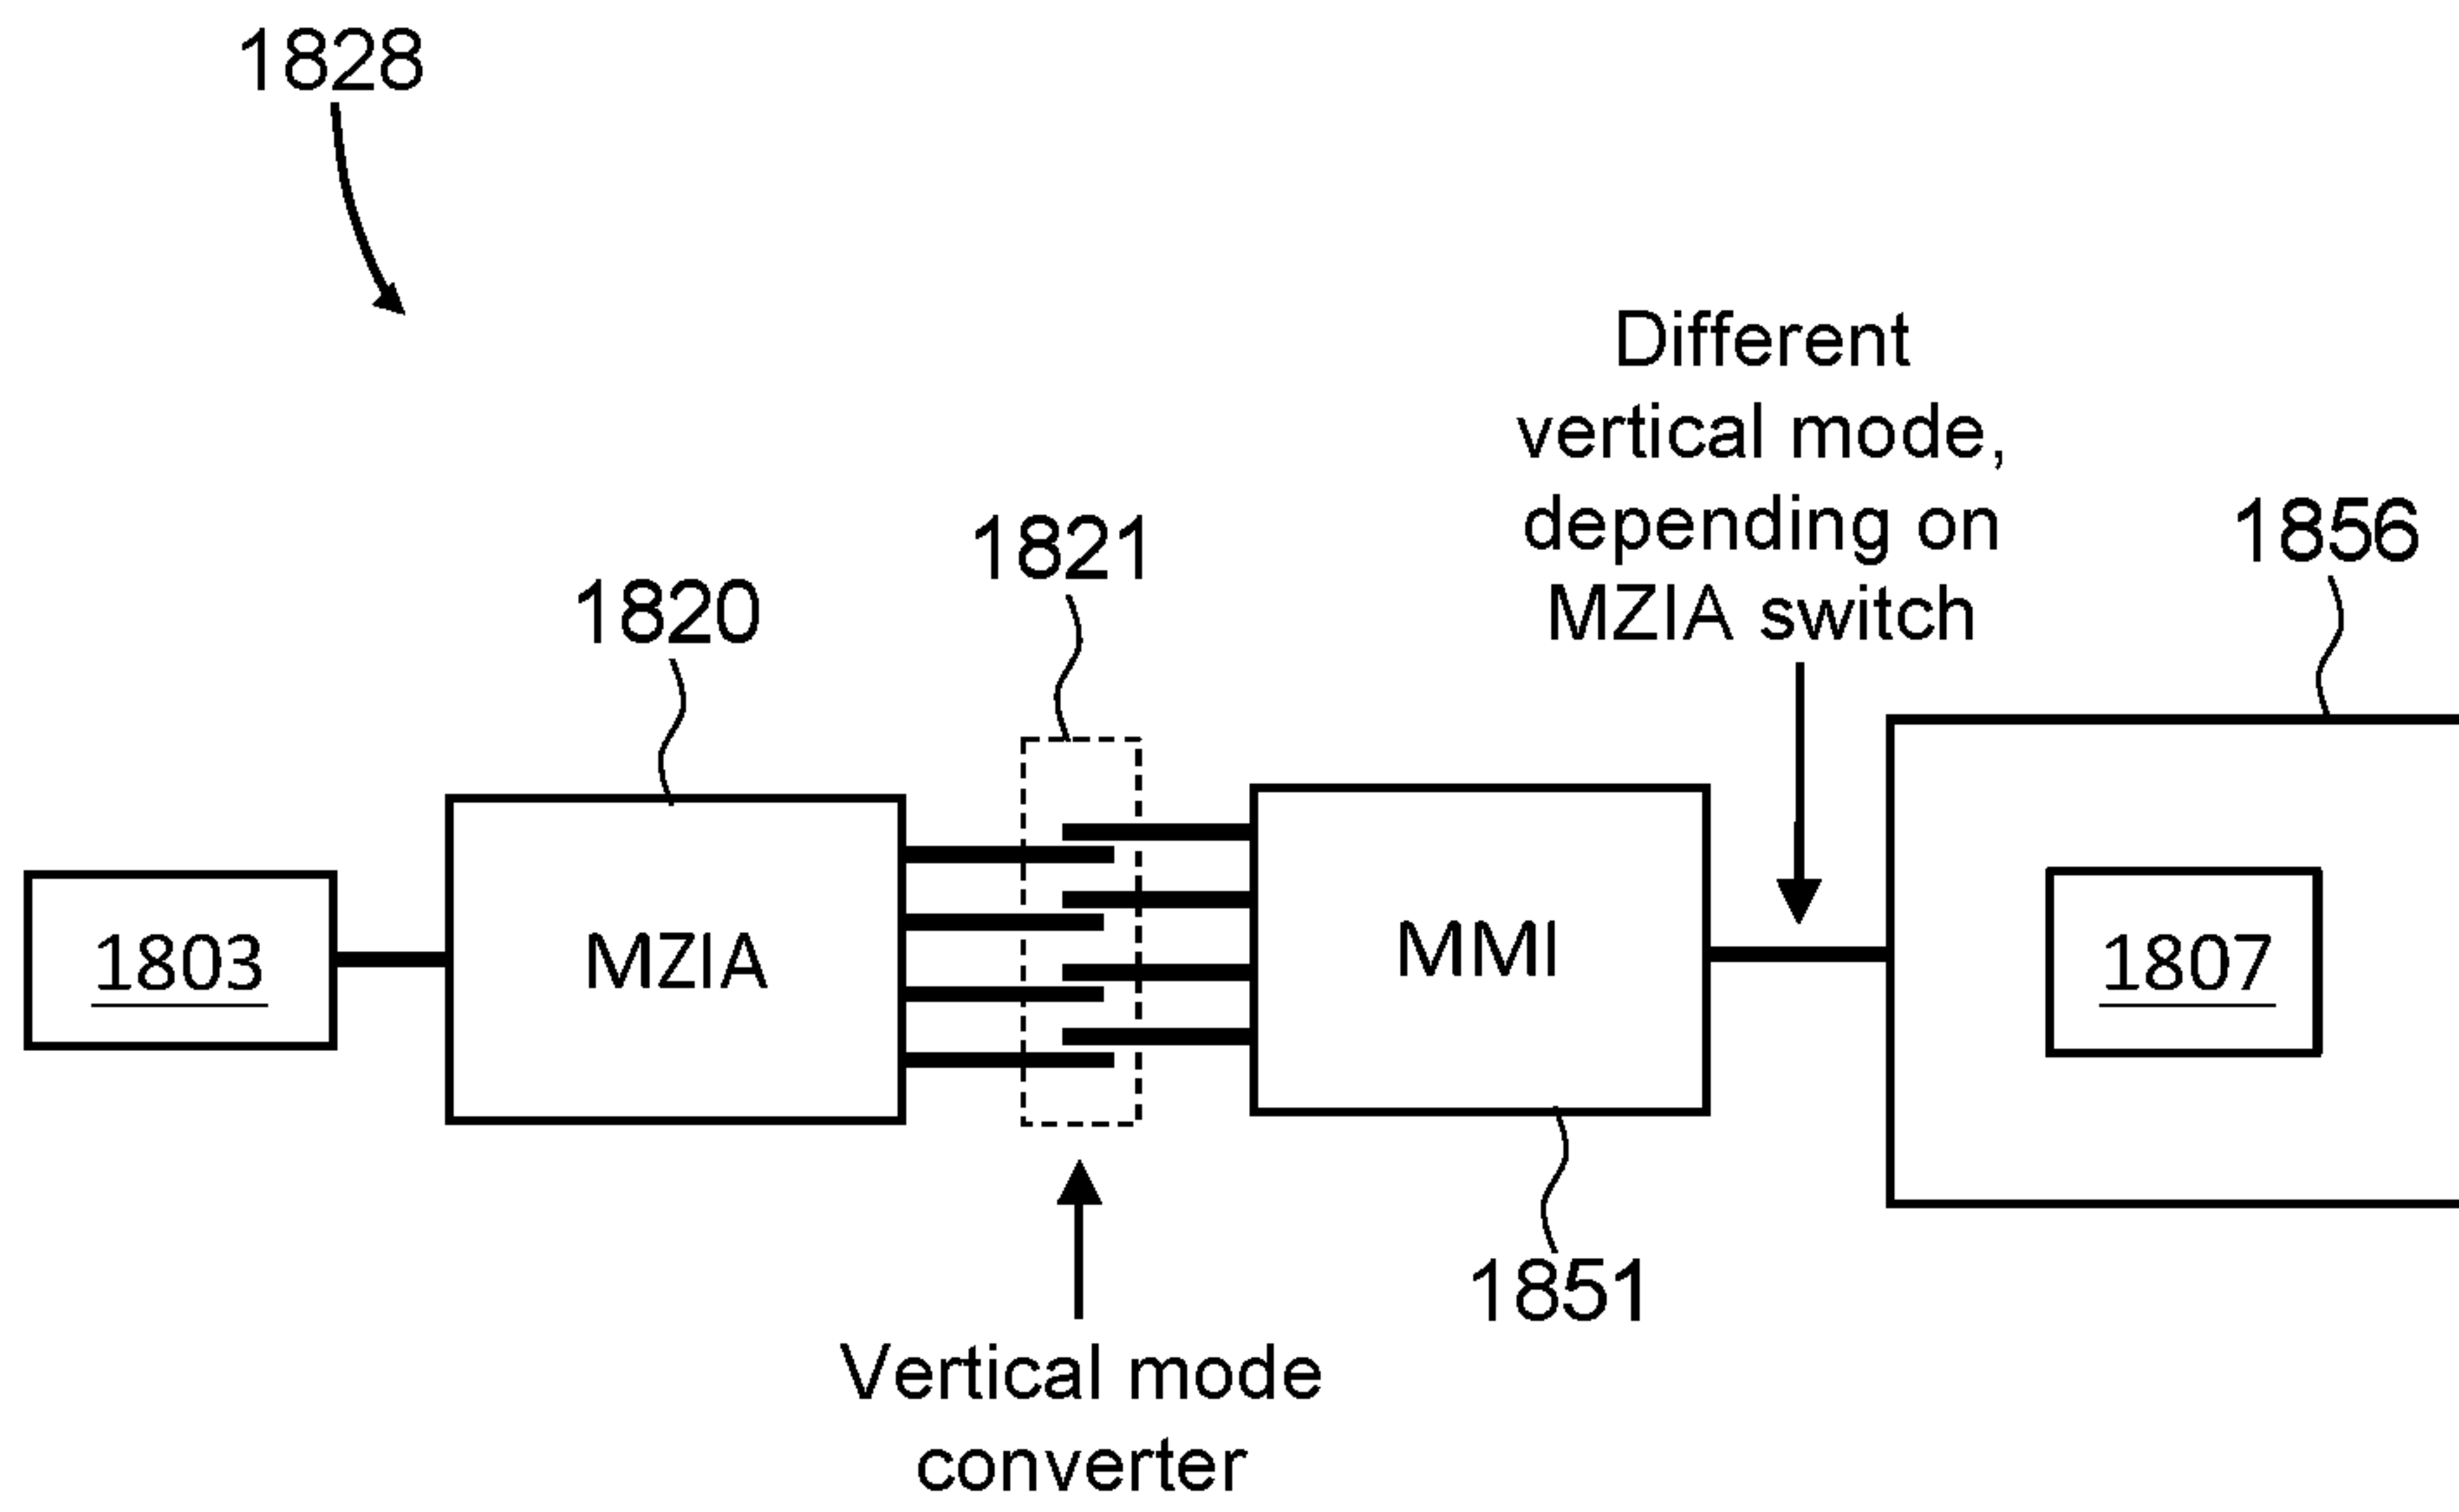 1828
Different
vertical mode,
depending on
MZIA switch
1856
1821
1820
1803
MZIA
MMI
1807
1851
Vertical mode
converter